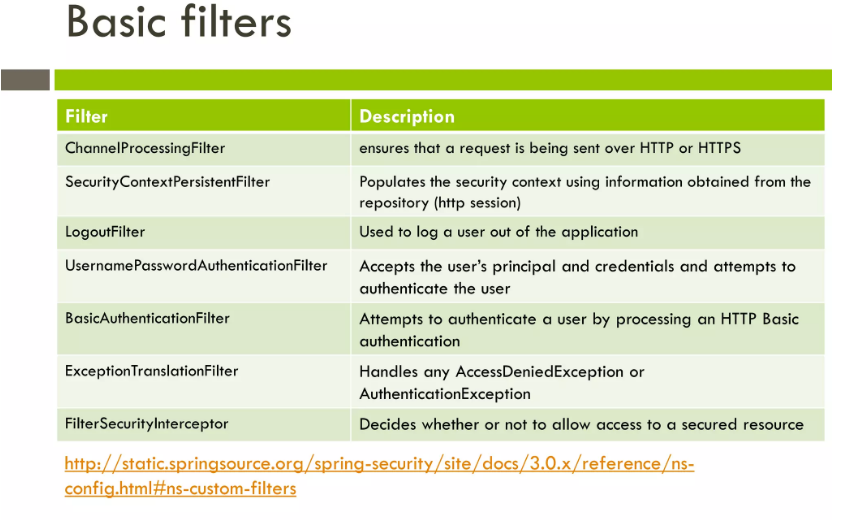 Basic filters
Filter Description
ChannelProcessingFilter ensures that a request is being sent over HTTP or HTTPS
SecurityContextPersistentFilter Populates the security context using information obtained from the
repository (http session)
LogoutFilter Used to log a user out of the application
UsernamePasswordAuthenticationFilter Accepts the user's principal and credentials and attempts to
authenticate the user
BasicAuthenticationFilter Attempts to authenticate a user by processing an HTTP Basic
authentication
ExceptionTranslationFilter Handles any AccessDeniedException or
AuthenticationException
FilterSecurityInterceptor Decides whether or not to allow access to a secured resource
http://static.springsource.org/spring-security/site/docs/3.0.x/reference/ns-
config.html#ns-custom-filters